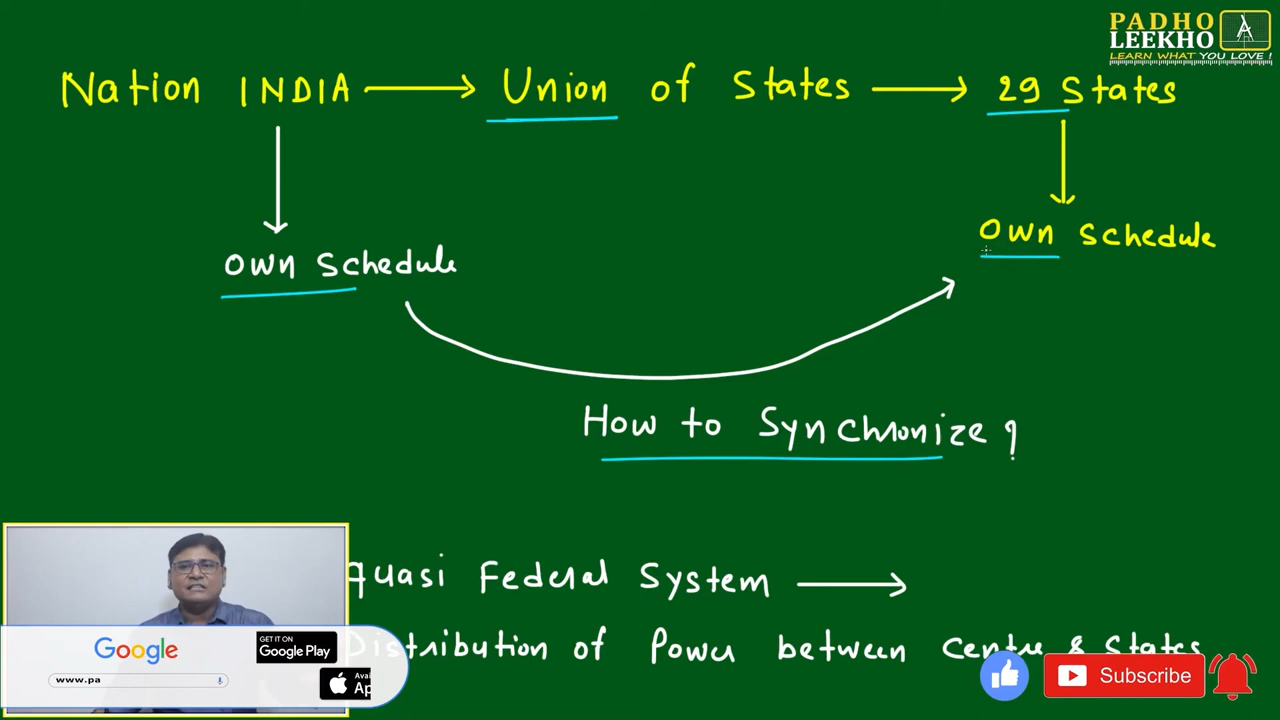 PADHO
LEEKHO
LEARN WHAT YOU LOVE !
Nation INDIA → Union of States → 29 States
Own Schedule
Own Schedule
How to Synchronize ?
quasi Federal System →
Distribution of Power between Centre & States
Google
GET IT ON
Google Play
www.pa
Subscribe